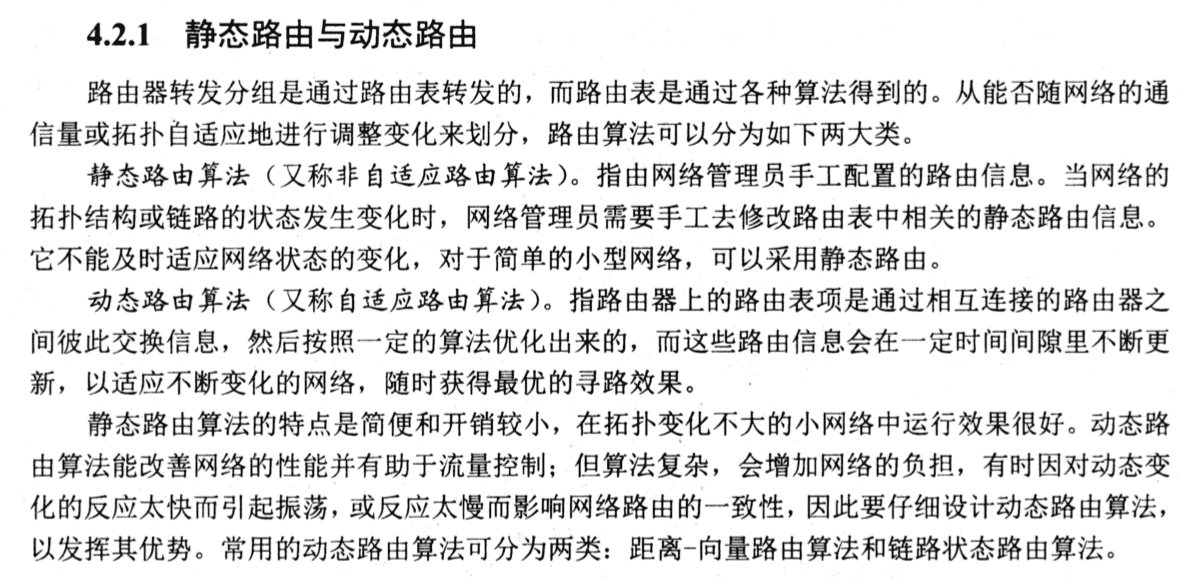 4.2.1 静态路由与动态路由
路由器转发分组是通过路由表转发的，而路由表是通过各种算法得到的。从能否随网络的通
信量或拓扑自适应地进行调整变化来划分，路由算法可以分为如下两大类。
静态路由算法（又称非自适应路由算法）。指由网络管理员手工配置的路由信息。当网络的
拓扑结构或链路的状态发生变化时，网络管理员需要手工去修改路由表中相关的静态路由信息。
它不能及时适应网络状态的变化，对于简单的小型网络，可以采用静态路由。
动态路由算法（又称自适应路由算法）。指路由器上的路由表项是通过相互连接的路由器之
间彼此交换信息，然后按照一定的算法优化出来的，而这些路由信息会在一定时间间隙里不断更
新，以适应不断变化的网络，随时获得最优的寻路效果。
静态路由算法的特点是简便和开销较小，在拓扑变化不大的小网络中运行效果很好。动态路
由算法能改善网络的性能并有助于流量控制；但算法复杂，会增加网络的负担，有时因对动态变
化的反应太快而引起振荡，或反应太慢而影响网络路由的一致性，因此要仔细设计动态路由算法，
以发挥其优势。常用的动态路由算法可分为两类：距离-向量路由算法和链路状态路由算法。